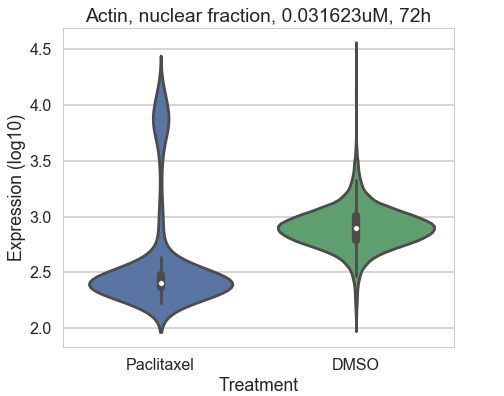 Actin, nuclear fraction, 0.031623uM, 72h
4.5
4.0
3.5
3.0
2.5
2.0
Expression (log10)
Paclitaxel DMSO
Treatment